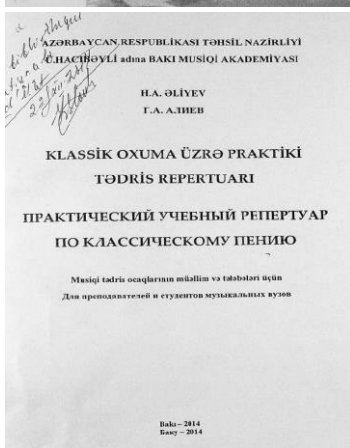 AZƏRBAYCAN RESPUBLİKASI TƏHSİL NAZİRLİYİ
Ü.HACIBƏYLİ adına BAKI MUSİQİ AKADEMİYASI
H.A. ƏLİYEV
Г.А. АЛИЕВ
KLASSİK OXUMA ÜZRƏ PRAKTİKİ
TƏDRİS REPERTUARI
ПРАКТИЧЕСКИЙ УЧЕБНЫЙ РЕПЕРТУАР
ПО КЛАССИЧЕСКОМУ ПЕНИЮ
Musiqi tədris ocaqlarının müəllim və tələbələri üçün
Для преподавателей и студентов музыкальных вузов
Bakı – 2014
Баку – 2014